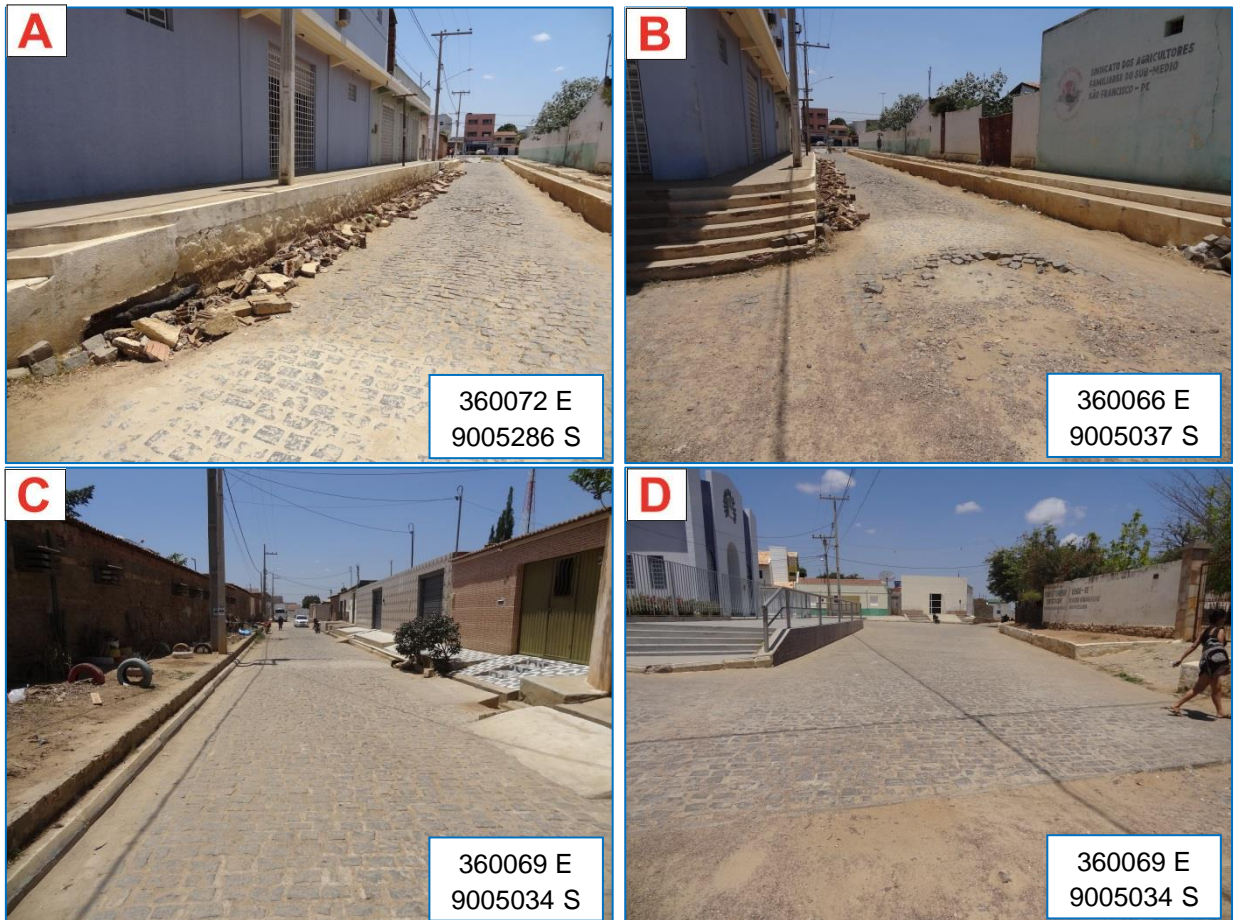 A
360072 E
9005286 S
B
SINDICATO DOS AGRICULTORES
FAMILIARES DO SUB-MEDIO
SÃO FRANCISCO - PE
360066 E
9005037 S
C
360069 E
9005034 S
D
360069 E
9005034 S